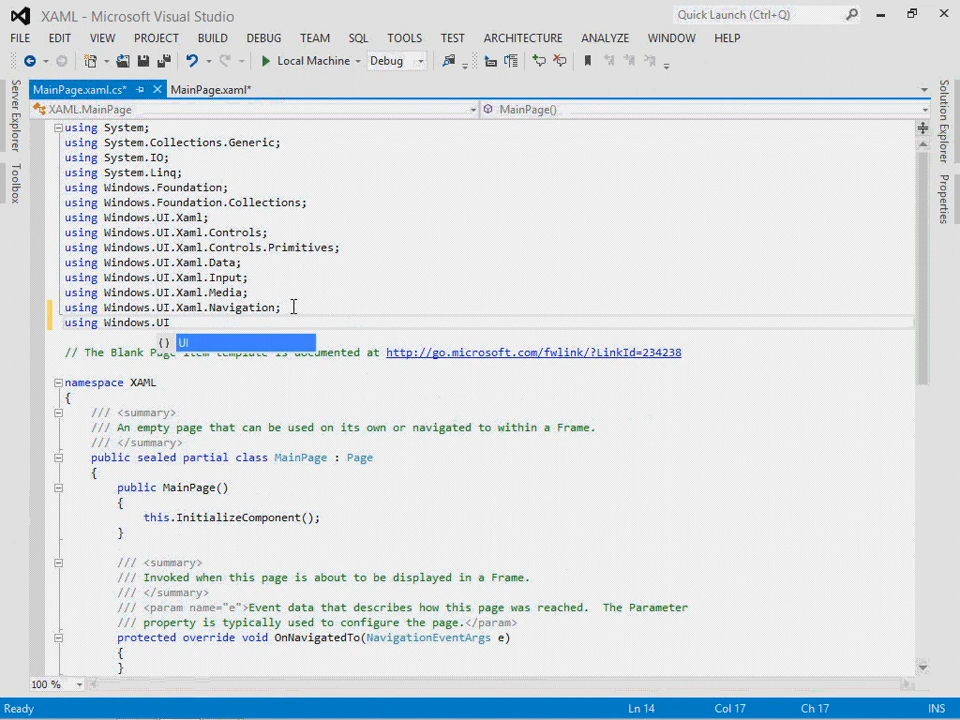 XAML - Microsoft Visual Studio
Quick Launch (Ctrl+Q)
FILE EDIT VIEW PROJECT BUILD DEBUG TEAM SQL TOOLS TEST ARCHITECTURE ANALYZE WINDOW HELP
Local Machine Debug
MainPage.xaml.cs* MainPage.xaml*
XAML.MainPage MainPage()
Server Explorer
Toolbox
Solution Explorer
Properties
using System;
using System.Collections.Generic;
using System.IO;
using System.Linq;
using Windows.Foundation;
using Windows.Foundation.Collections;
using Windows.UI.Xaml;
using Windows.UI.Xaml.Controls;
using Windows.UI.Xaml.Controls.Primitives;
using Windows.UI.Xaml.Data;
using Windows.UI.Xaml.Input;
using Windows.UI.Xaml.Media;
using Windows.UI.Xaml.Navigation;
using Windows.UI
{} UI
// The Blank Page item template is documented at http://go.microsoft.com/fwlink/?LinkId=234238
namespace XAML
{
/// <summary>
/// An empty page that can be used on its own or navigated to within a Frame.
/// </summary>
public sealed partial class MainPage : Page
{
public MainPage()
{
this.InitializeComponent();
}
/// <summary>
/// Invoked when this page is about to be displayed in a Frame.
/// </summary>
/// <param name="e">Event data that describes how this page was reached.  The Parameter
/// property is typically used to configure the page.</param>
protected override void OnNavigatedTo(NavigationEventArgs e)
{
}
100 %
Ready Ln 14 Col 17 Ch 17 INS